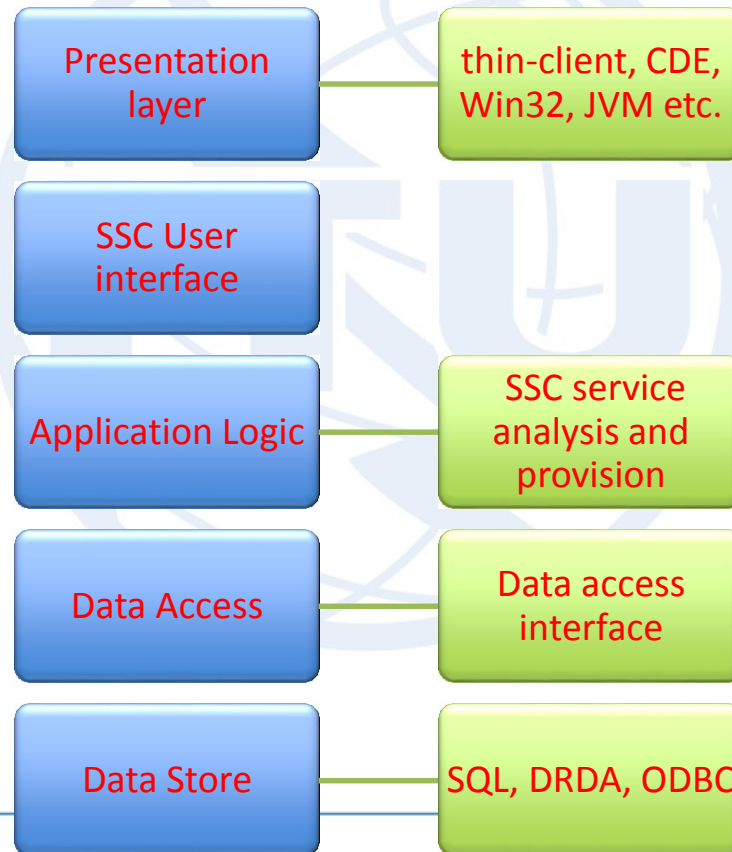 Presentation
layer
thin-client, CDE,
Win32, JVM etc.
SSC User
interface
Application Logic
SSC service
analysis and
provision
Data Access
Data access
interface
Data Store
SQL, DRDA, ODBC